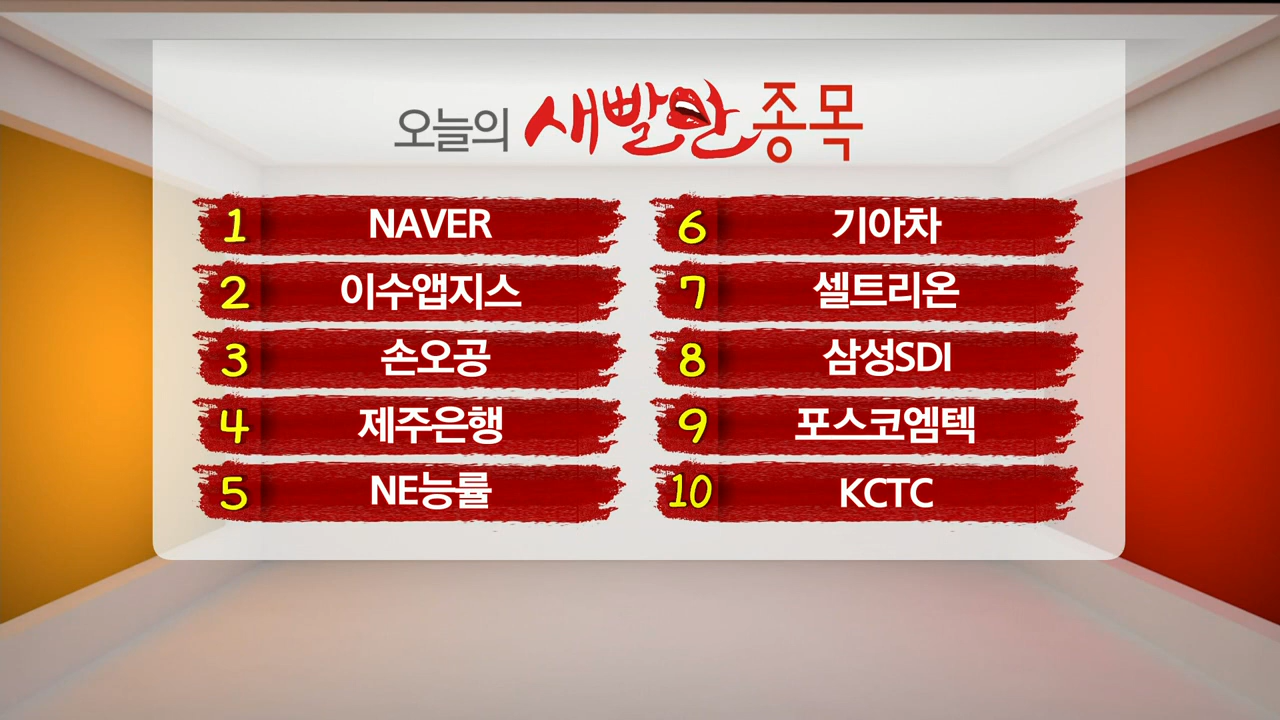 오늘의 새빨간 종목
1 NAVER
2 이수앱지스
3 손오공
4 제주은행
5 NE능률
6 기아차
7 셀트리온
8 삼성SDI
9 포스코엠텍
10 KCTC